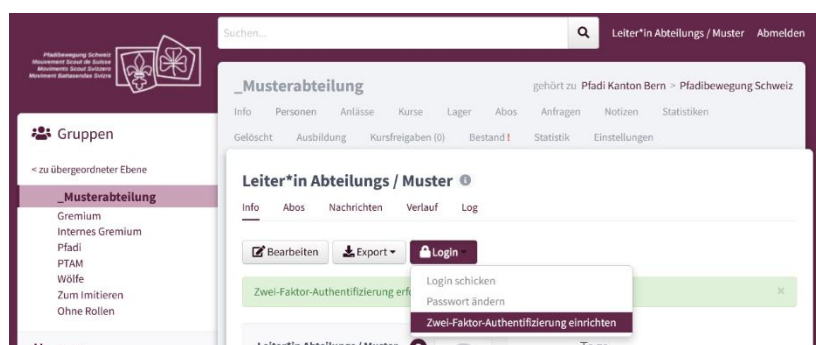 Suchen...
Leiter*in Abteilungs / Muster Abmelden
Pfadibewegung Schweiz
Mouvement Scout de Suisse
Movimento Scout Svizzero
Moviment Battasendas Svizra
_Musterabteilung
gehört zu Pfadi Kanton Bern > Pfadibewegung Schweiz
Info Personen Anlässe Kurse Lager Abos Anfragen Notizen Statistiken
Gelöscht Ausbildung Kursfreigaben (0) Bestand! Statistik Einstellungen
Gruppen
< zu übergeordneter Ebene
_Musterabteilung
Gremium
Internes Gremium
Pfadi
PTAM
Wölfe
Zum Imitieren
Ohne Rollen
Leiter*in Abteilungs / Muster
Info Abos Nachrichten Verlauf Log
Bearbeiten Export Login
Login schicken
Passwort ändern
Zwei-Faktor-Authentifizierung einrichten
Zwei-Faktor-Authentifizierung erf